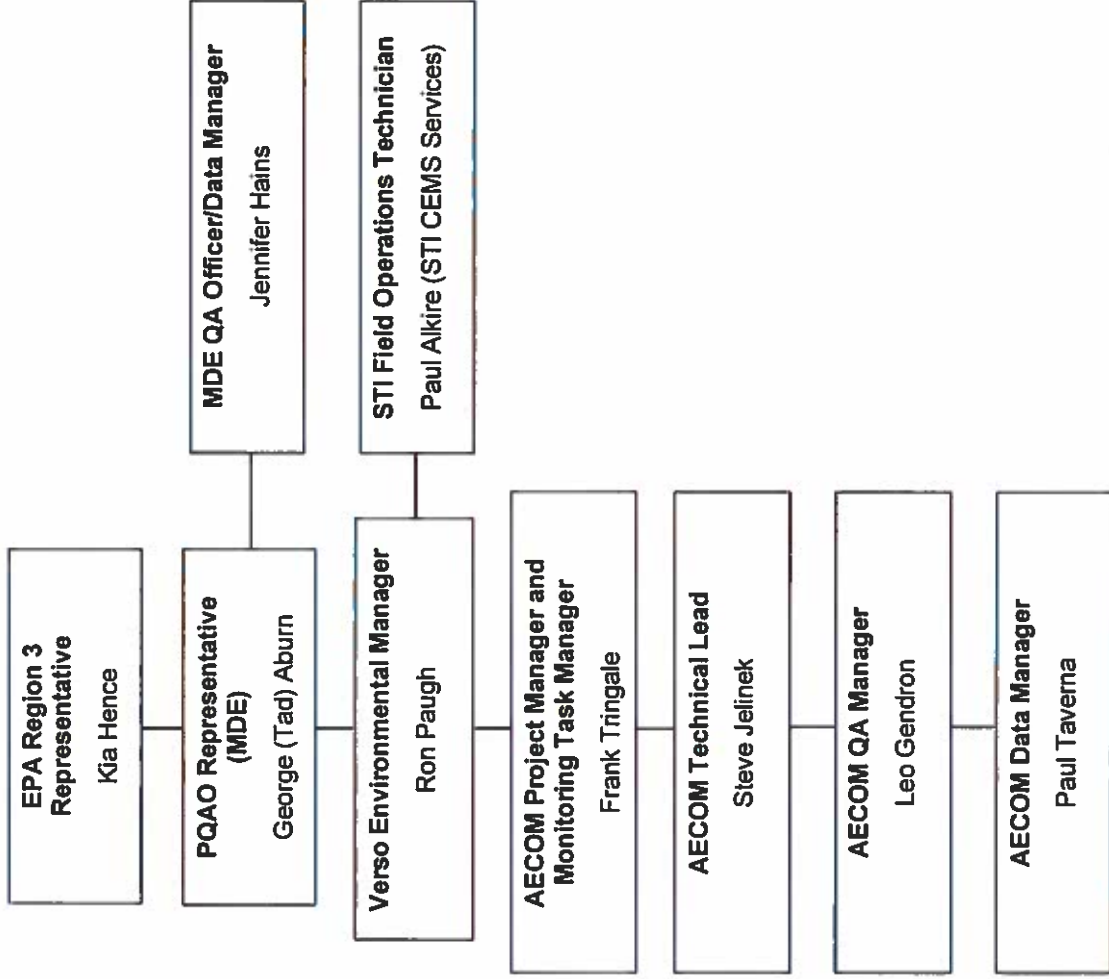 EPA Region 3
Representative
Kia Hence
PQAO Representative
(MDE)
George (Tad) Aburn
MDE QA Officer/Data Manager
Jennifer Hains
Verso Environmental Manager
Ron Paugh
STI Field Operations Technician
Paul Alkire (STI CEMS Services)
AECOM Project Manager and
Monitoring Task Manager
Frank Tringale
AECOM Technical Lead
Steve Jelinek
AECOM QA Manager
Leo Gendron
AECOM Data Manager
Paul Taverna